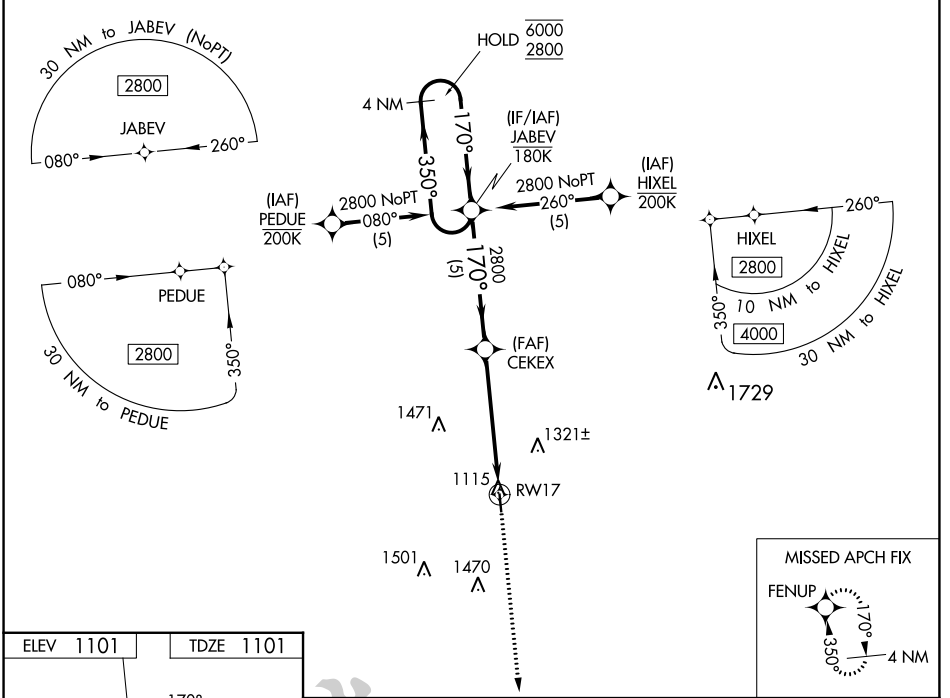 30 NM to JABEV (NoPT)
2800
JABEV
080°
260°
HOLD 6000
2800
4 NM
170°
350°
(IF/IAF)
JABEV
180K
(IAF)
PEDUE
200K
2800 NoPT
080°
(5)
(IAF)
HIXEL
200K
2800 NoPT
260°
(5)
2800
170°
(5)
080°
PEDUE
2800
350°
30 NM to PEDUE
260°
HIXEL
2800
10 NM to HIXEL
350°
4000
30 NM to HIXEL
1729
(FAF)
CEKEX
1471
1321±
1115
RW17
1501
1470
MISSED APCH FIX
FENUP
170°
350°
4 NM
ELEV 1101
TDZE 1101